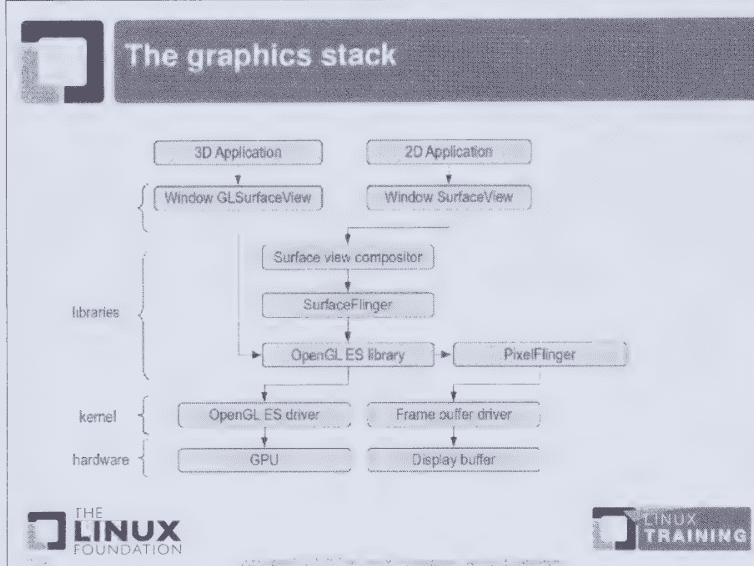 The graphics stack
3D Application
2D Application
Window GLSurfaceView
Window SurfaceView
Surface view compositor
SurfaceFlinger
libraries
OpenGL ES library
PixelFlinger
kernel
OpenGL ES driver
Frame buffer driver
hardware
GPU
Display buffer
THE
LINUX
FOUNDATION
LINUX
TRAINING